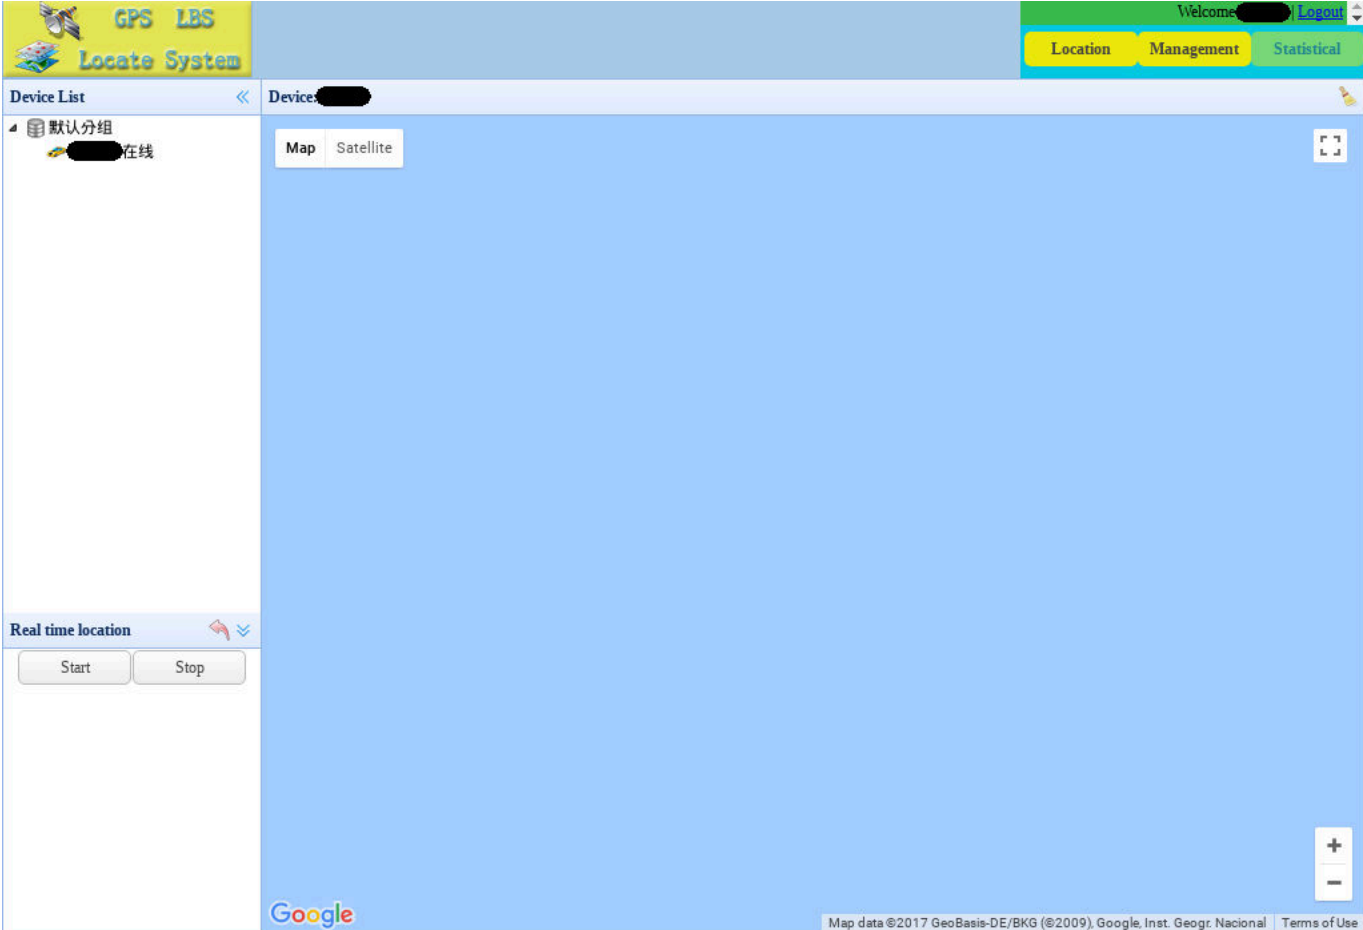 GPS LBS
Locate System
Welcome | Logout
Location Management Statistical
Device List
Device:
默认分组
在线
Map Satellite
Real time location
Start Stop
Google
Map data ©2017 GeoBasis-DE/BKG (©2009), Google, Inst. Geogr. Nacional Terms of Use